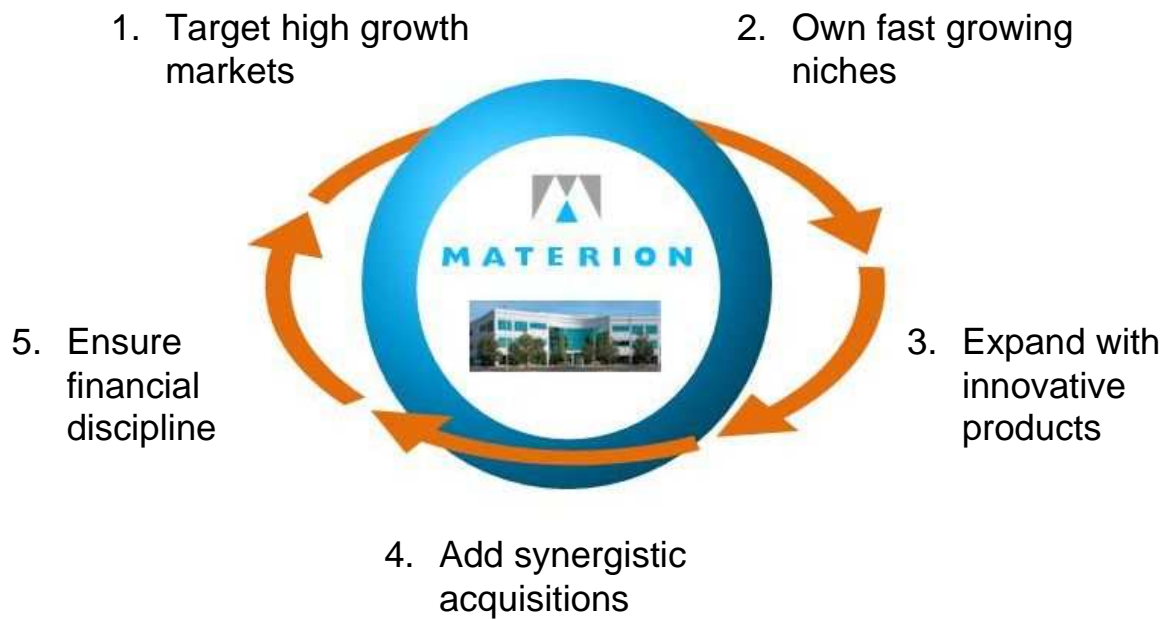 1. Target high growth
markets
2. Own fast growing
niches
MATERION
3. Expand with
innovative
products
4. Add synergistic
acquisitions
5. Ensure
financial
discipline